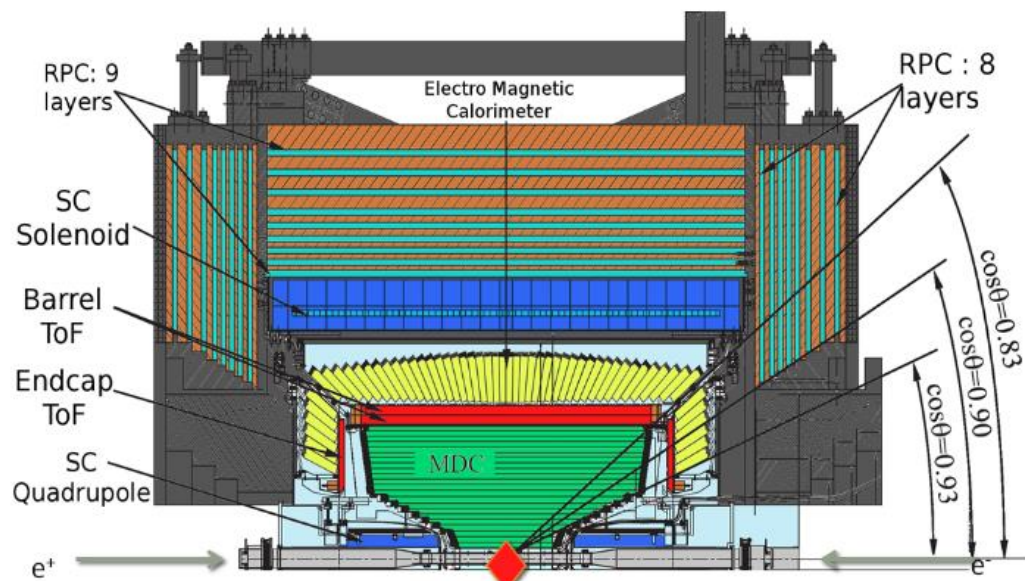 RPC: 9
layers
Electro Magnetic
Calorimeter
RPC : 8
layers
SC
Solenoid
Barrel
ToF
Endcap
ToF
SC
Quadrupole
MDC
cosθ=0.83
cosθ=0.90
cosθ=0.93
e⁺
e⁻